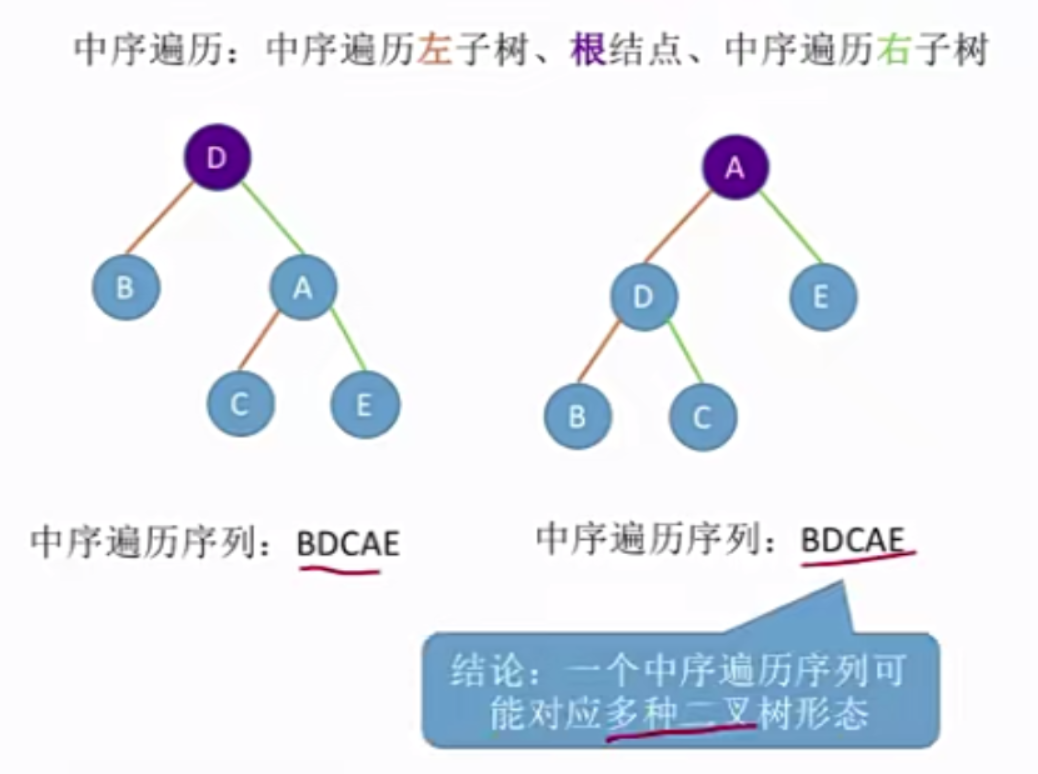 中序遍历：中序遍历左子树、根结点、中序遍历右子树
D
A
B
A
D
E
C
E
B
C
中序遍历序列：BDCAE
中序遍历序列：BDCAE
结论：一个中序遍历序列可
能对应多种二叉树形态